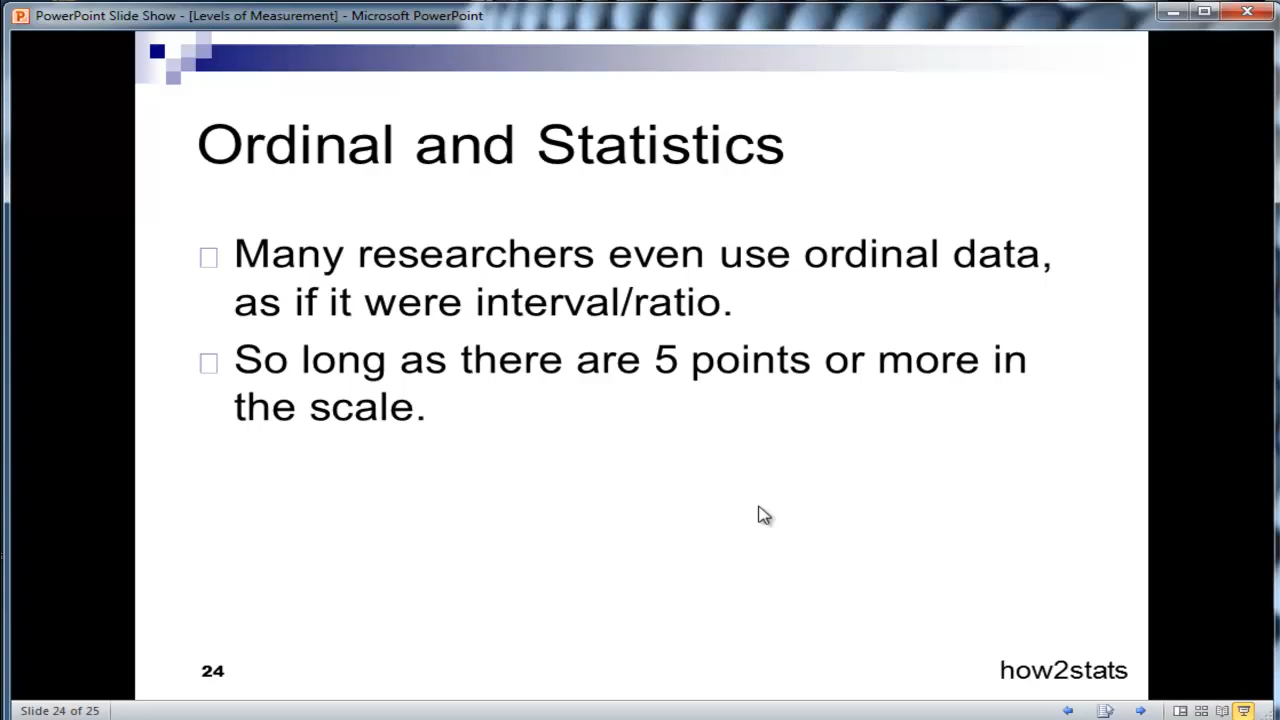 PowerPoint Slide Show - [Levels of Measurement] - Microsoft PowerPoint
Ordinal and Statistics
Many researchers even use ordinal data,
as if it were interval/ratio.
So long as there are 5 points or more in
the scale.
24
how2stats
Slide 24 of 25